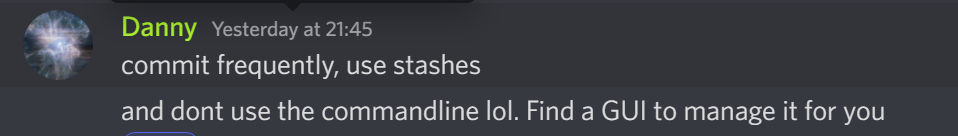 Danny Yesterday at 21:45
commit frequently, use stashes
and dont use the commandline lol. Find a GUI to manage it for you